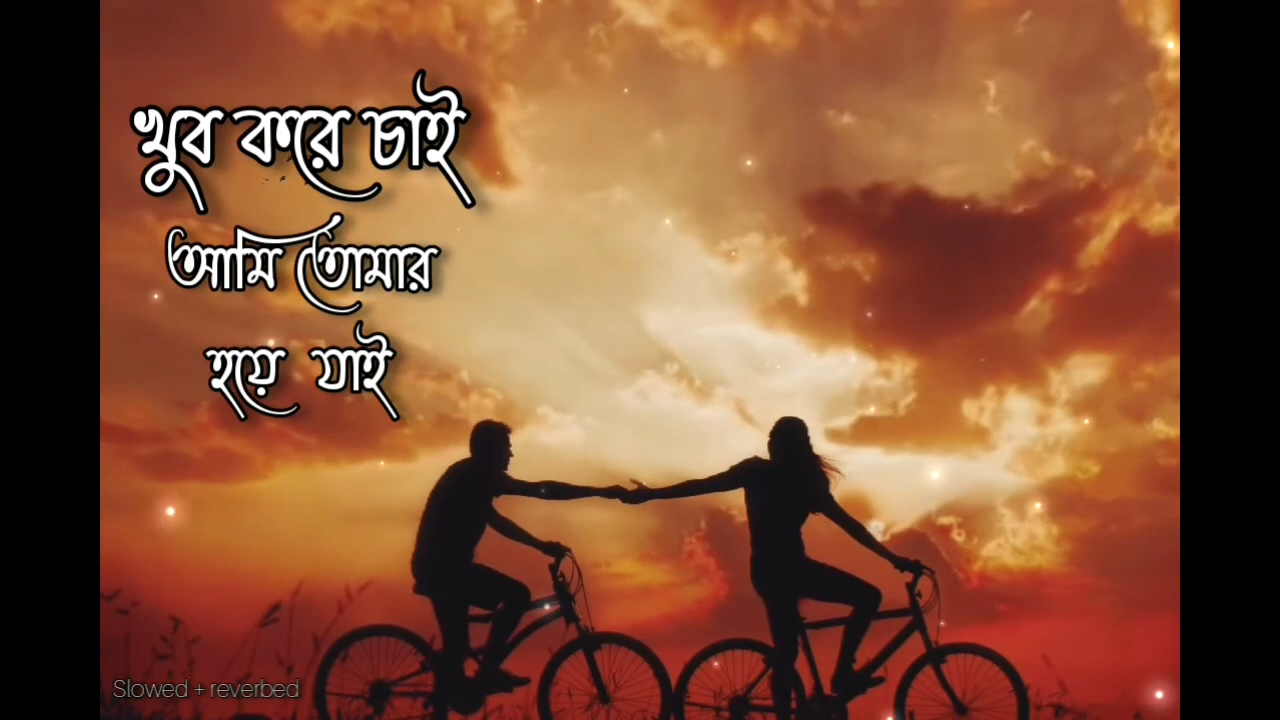 খুব করে চাই
আমি তোমার
হয়ে যাই
Slowed + reverbed